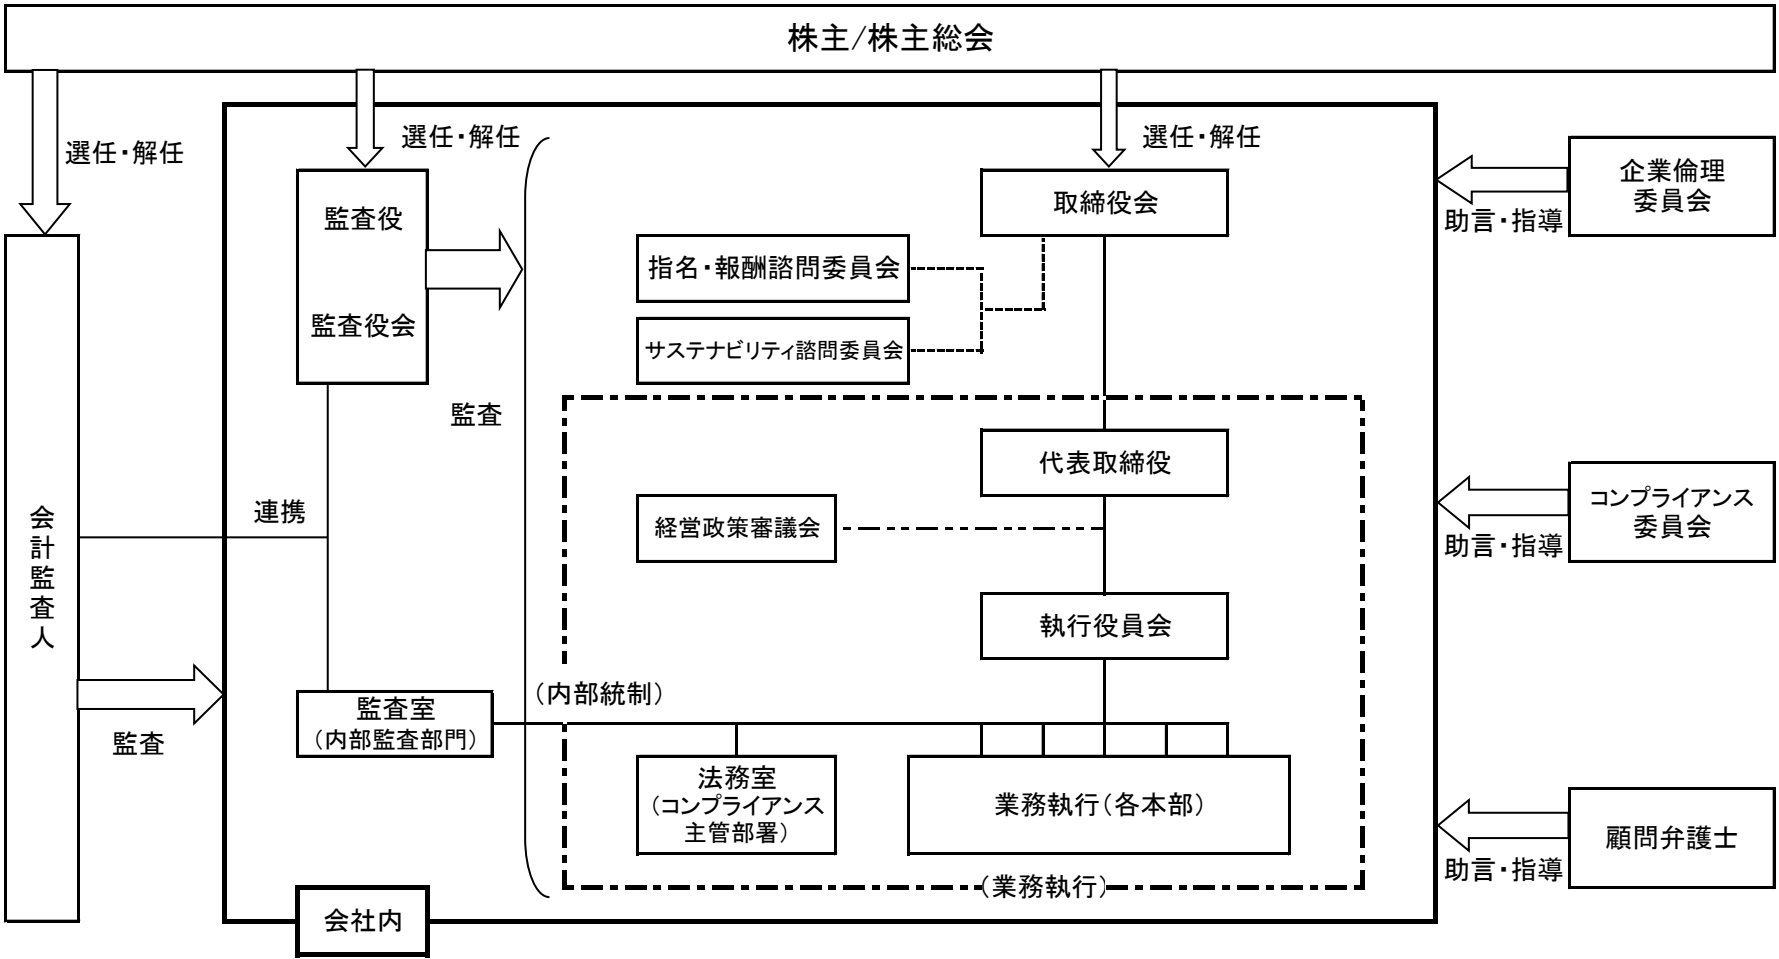 株主/株主総会
選任・解任
選任・解任
選任・解任
監査役
監査役会
取締役会
企業倫理
委員会
助言・指導
指名・報酬諮問委員会
サステナビリティ諮問委員会
監査
代表取締役
コンプライアンス
委員会
助言・指導
連携
経営政策審議会
会計監査人
執行役員会
監査
監査室
（内部監査部門）
（内部統制）
法務室
（コンプライアンス
主管部署）
業務執行（各本部）
顧問弁護士
助言・指導
（業務執行）
会社内